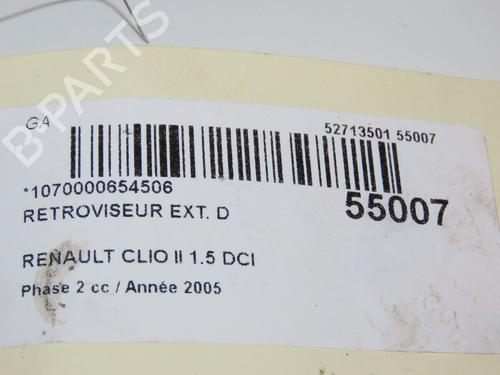 GA
52713501 55007
*1070000654506
55007
RETROVISEUR EXT. D
RENAULT CLIO II 1.5 DCI
Phase 2 cc / Année 2005
B-PARTS